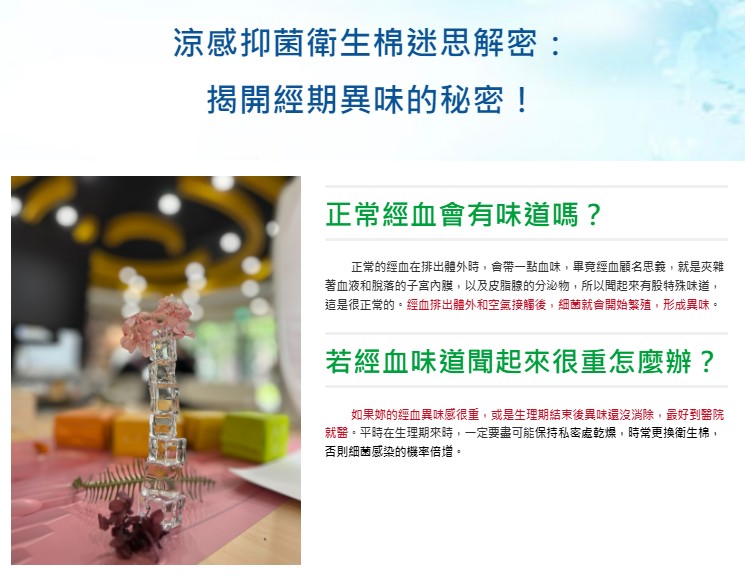 涼感抑菌衛生棉迷思解密：
揭開經期異味的秘密！
正常經血會有味道嗎？
正常的經血在排出體外時，會帶一點血味，畢竟經血顧名思義，就是夾雜
著血液和脫落的子宮內膜，以及皮脂腺的分泌物，所以聞起來有股特殊味道，
這是很正常的。經血排出體外和空氣接觸後，細菌就會開始繁殖，形成異味。
若經血味道聞起來很重怎麼辦？
如果妳的經血異味感很重，或是生理期結束後異味還沒消除，最好到醫院
就醫。平時在生理期來時，一定要盡可能保持私密處乾燥，時常更換衛生棉，
否則細菌感染的機率倍增。